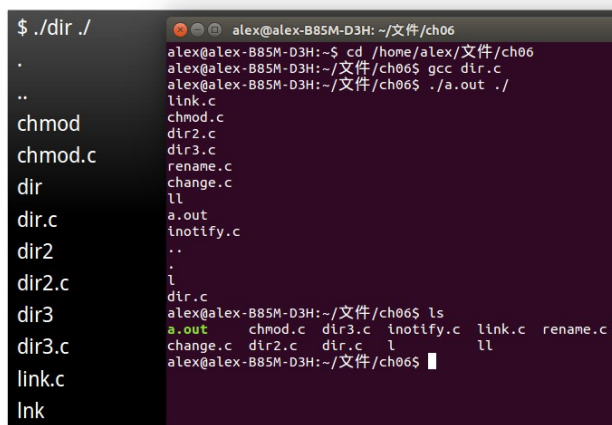 $ ./dir ./
.
..
chmod
chmod.c
dir
dir.c
dir2
dir2.c
dir3
dir3.c
link.c
lnk
alex@alex-B85M-D3H: ~/文件/ch06
alex@alex-B85M-D3H:~$ cd /home/alex/文件/ch06
alex@alex-B85M-D3H:~/文件/ch06$ gcc dir.c
alex@alex-B85M-D3H:~/文件/ch06$ ./a.out ./
link.c
chmod.c
dir2.c
dir3.c
rename.c
change.c
ll
a.out
inotify.c
..
.
l
dir.c
alex@alex-B85M-D3H:~/文件/ch06$ ls
a.out chmod.c dir3.c inotify.c link.c rename.c
change.c dir2.c dir.c l ll
alex@alex-B85M-D3H:~/文件/ch06$